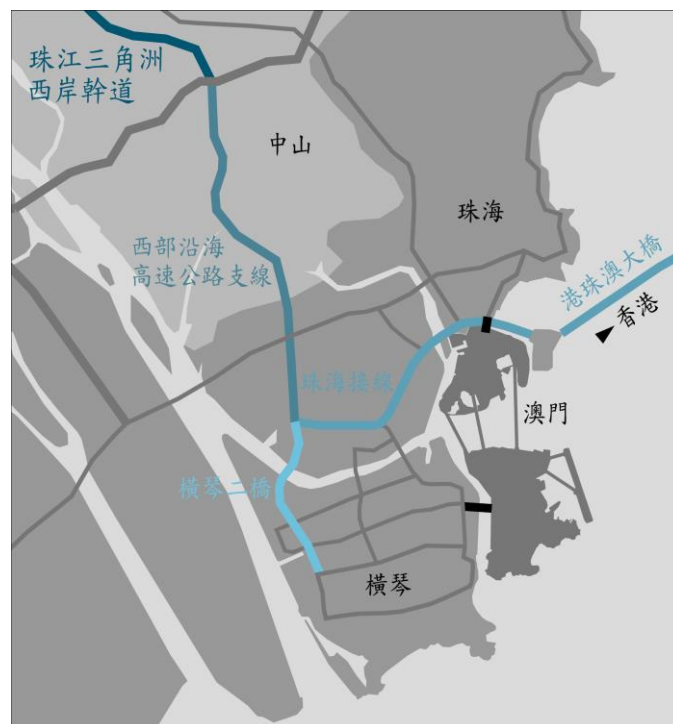 珠江三角洲
西岸幹道
中山
珠海
西部沿海
高速公路支線
港珠澳大橋
香港
珠海接線
澳門
橫琴二橋
橫琴